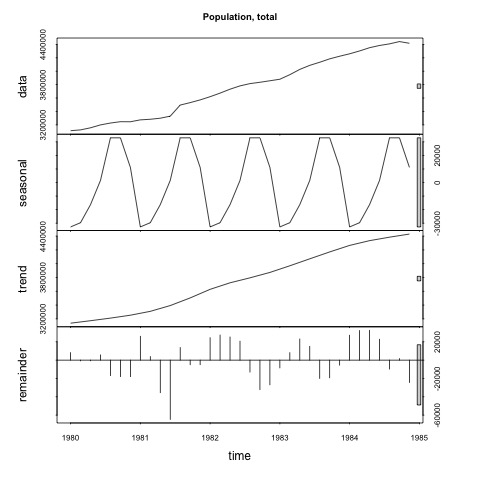 Population, total
data
3200000 3800000 4400000
seasonal
-30000 0 20000
trend
3200000 3800000 4400000
remainder
-60000 -20000 20000
1980 1981 1982 1983 1984 1985
time